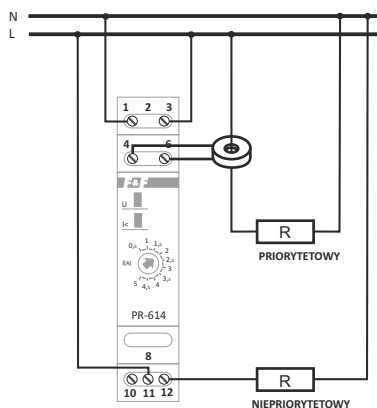 N
L
1 2 3
4 6
F&F
U
I<
0,5 1 1,5 2 2,5 3 3,5 4 4,5 5
I[A]
PR-614
8
10 11 12
R
PRIORYTETOWY
R
NIEPRIORYTETOWY